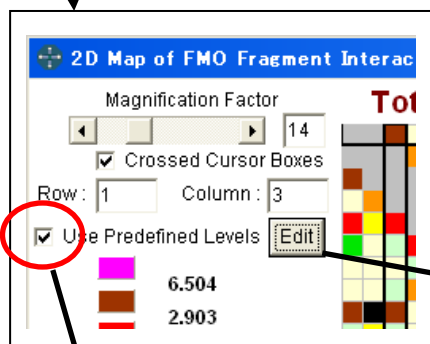 2D Map of FMO Fragment Interac
Magnification Factor
14
Crossed Cursor Boxes
Row : 1 Column : 3
Use Predefined Levels Edit
6.504
2.903
Tot